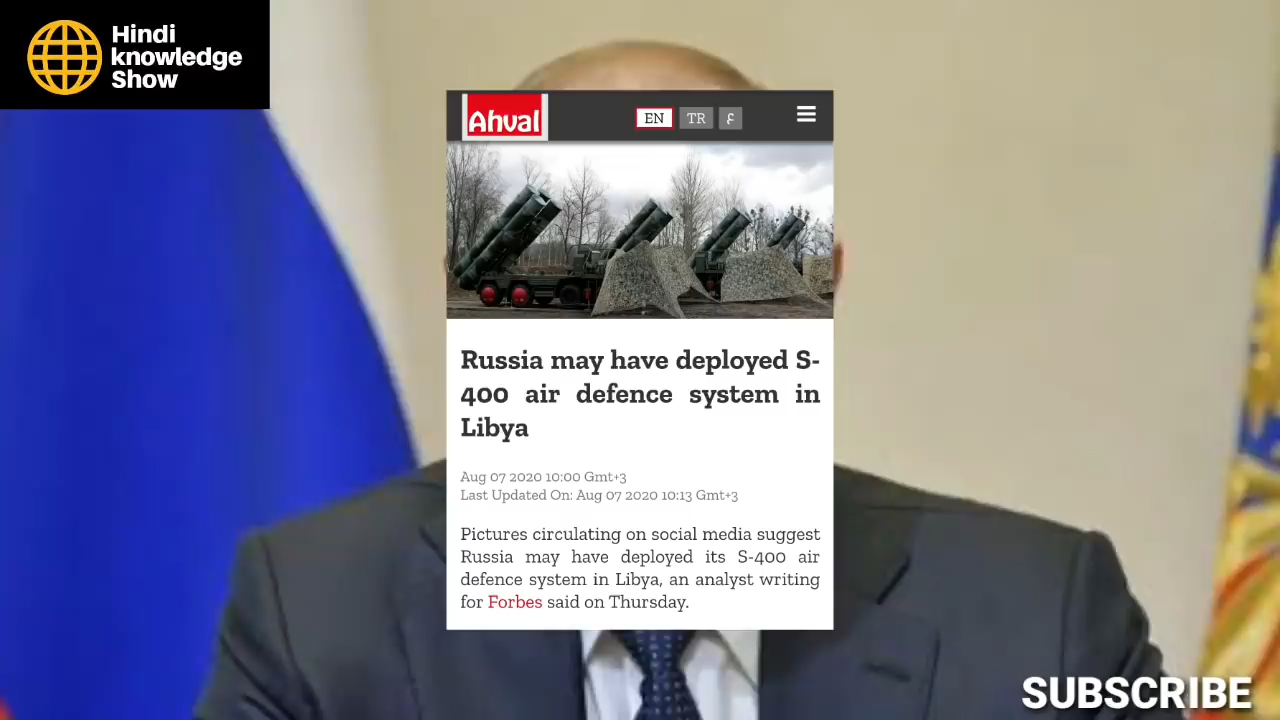 Hindi
knowledge
Show
Ahval
EN TR ع
Russia may have deployed S-
400 air defence system in
Libya
Aug 07 2020 10:00 Gmt+3
Last Updated On: Aug 07 2020 10:13 Gmt+3
Pictures circulating on social media suggest
Russia may have deployed its S-400 air
defence system in Libya, an analyst writing
for Forbes said on Thursday.
SUBSCRIBE